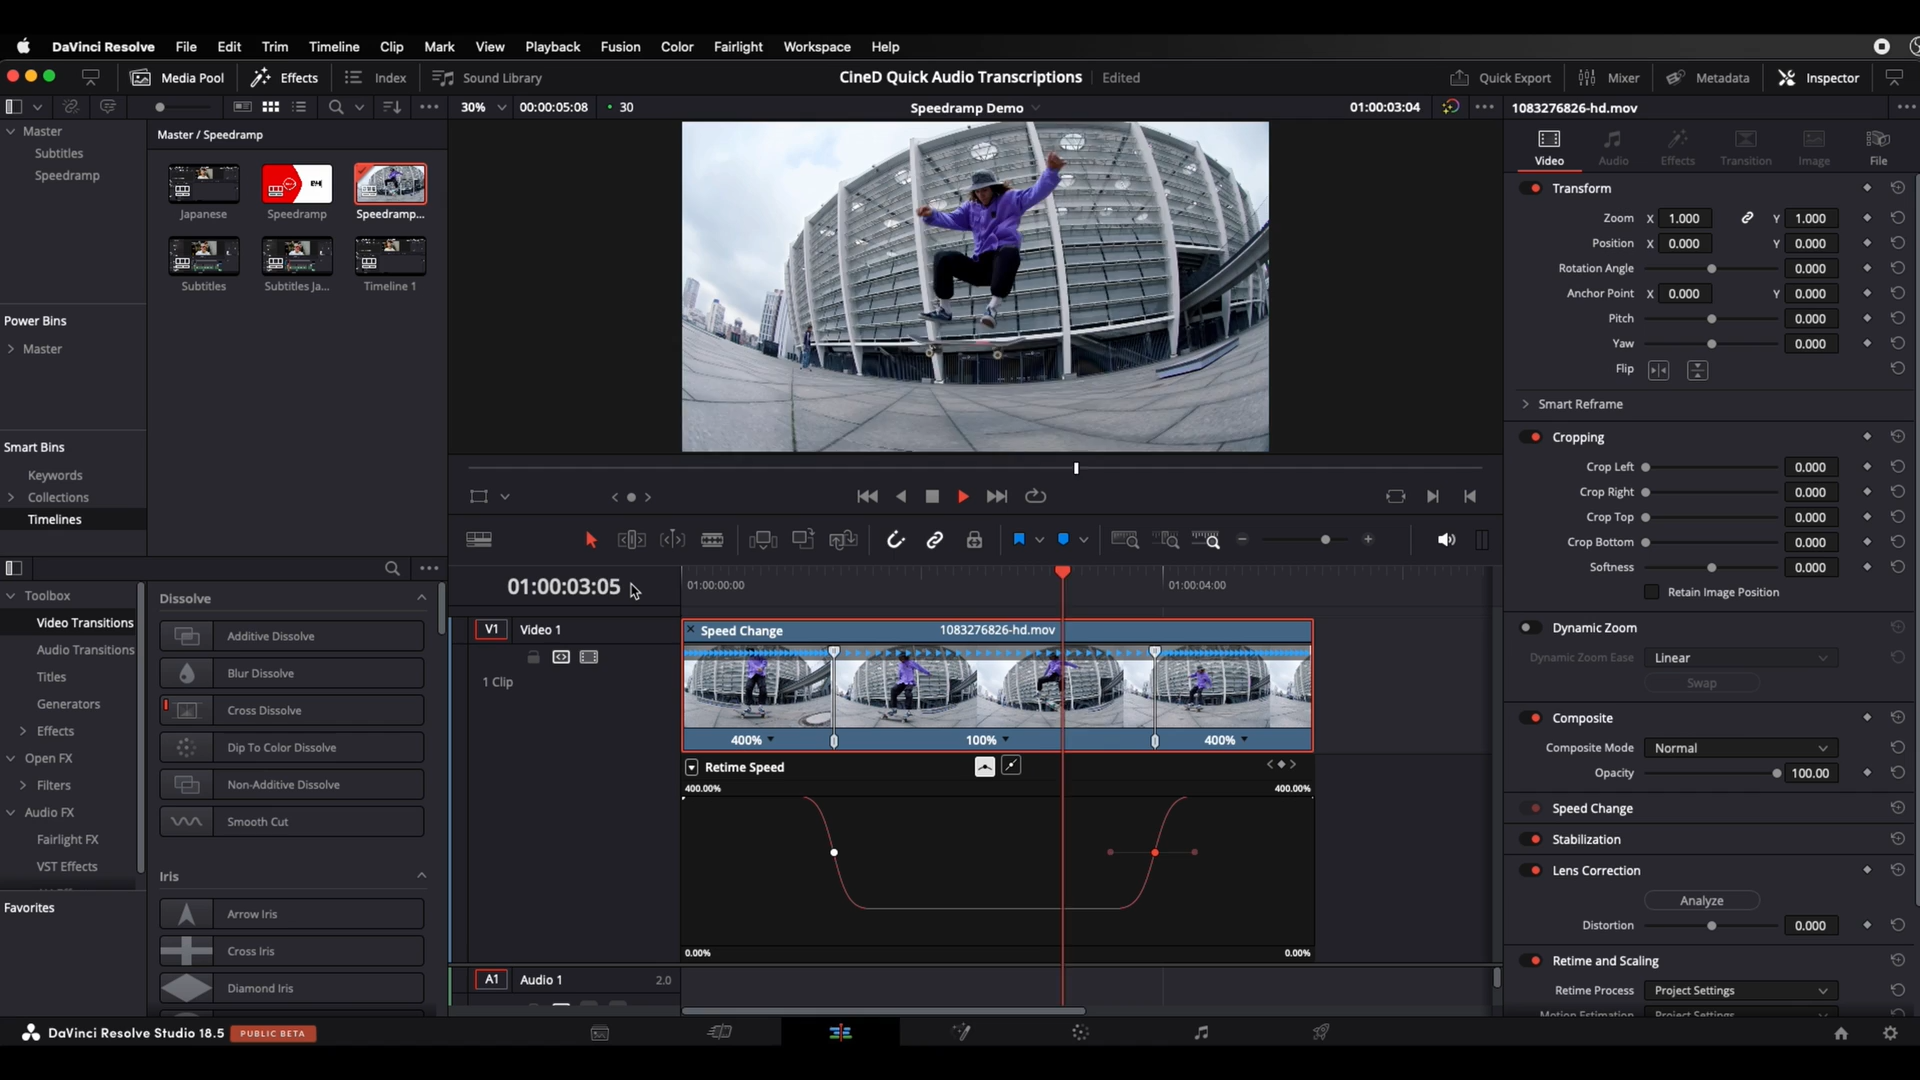 DaVinci Resolve File Edit Trim Timeline Clip Mark View Playback Fusion Color Fairlight Workspace Help
Media Pool Effects Index Sound Library CineD Quick Audio Transcriptions Edited Quick Export Mixer Metadata Inspector
30% 00:00:05:08 30 Speedramp Demo 01:00:03:04 1083276826-hd.mov
Master
Subtitles
Speedramp
Master / Speedramp
Japanese Speedramp Speedramp...
Subtitles Subtitles Ja... Timeline 1
Power Bins
Master
Smart Bins
Keywords
Collections
Timelines
Video Audio Effects Transition Image File
Transform
Zoom X 1.000 Y 1.000
Position X 0.000 Y 0.000
Rotation Angle 0.000
Anchor Point X 0.000 Y 0.000
Pitch 0.000
Yaw 0.000
Flip
Smart Reframe
Cropping
Crop Left 0.000
Crop Right 0.000
Crop Top 0.000
Crop Bottom 0.000
Softness 0.000
Retain Image Position
Dynamic Zoom
Dynamic Zoom Ease Linear
Swap
Composite
Composite Mode Normal
Opacity 100.00
Speed Change
Stabilization
Lens Correction
Analyze
Distortion 0.000
Retime and Scaling
Retime Process Project Settings
Motion Estimation Project Settings
Toolbox
Video Transitions
Audio Transitions
Titles
Generators
Effects
Open FX
Filters
Audio FX
Fairlight FX
VST Effects
Favorites
Dissolve
Additive Dissolve
Blur Dissolve
Cross Dissolve
Dip To Color Dissolve
Non-Additive Dissolve
Smooth Cut
Iris
Arrow Iris
Cross Iris
Diamond Iris
01:00:03:05 01:00:00:00 01:00:04:00
V1 Video 1 Speed Change 1083276826-hd.mov
1 Clip
400% 100% 400%
Retime Speed
400.00% 400.00%
0.00% 0.00%
A1 Audio 1 2.0
DaVinci Resolve Studio 18.5 PUBLIC BETA